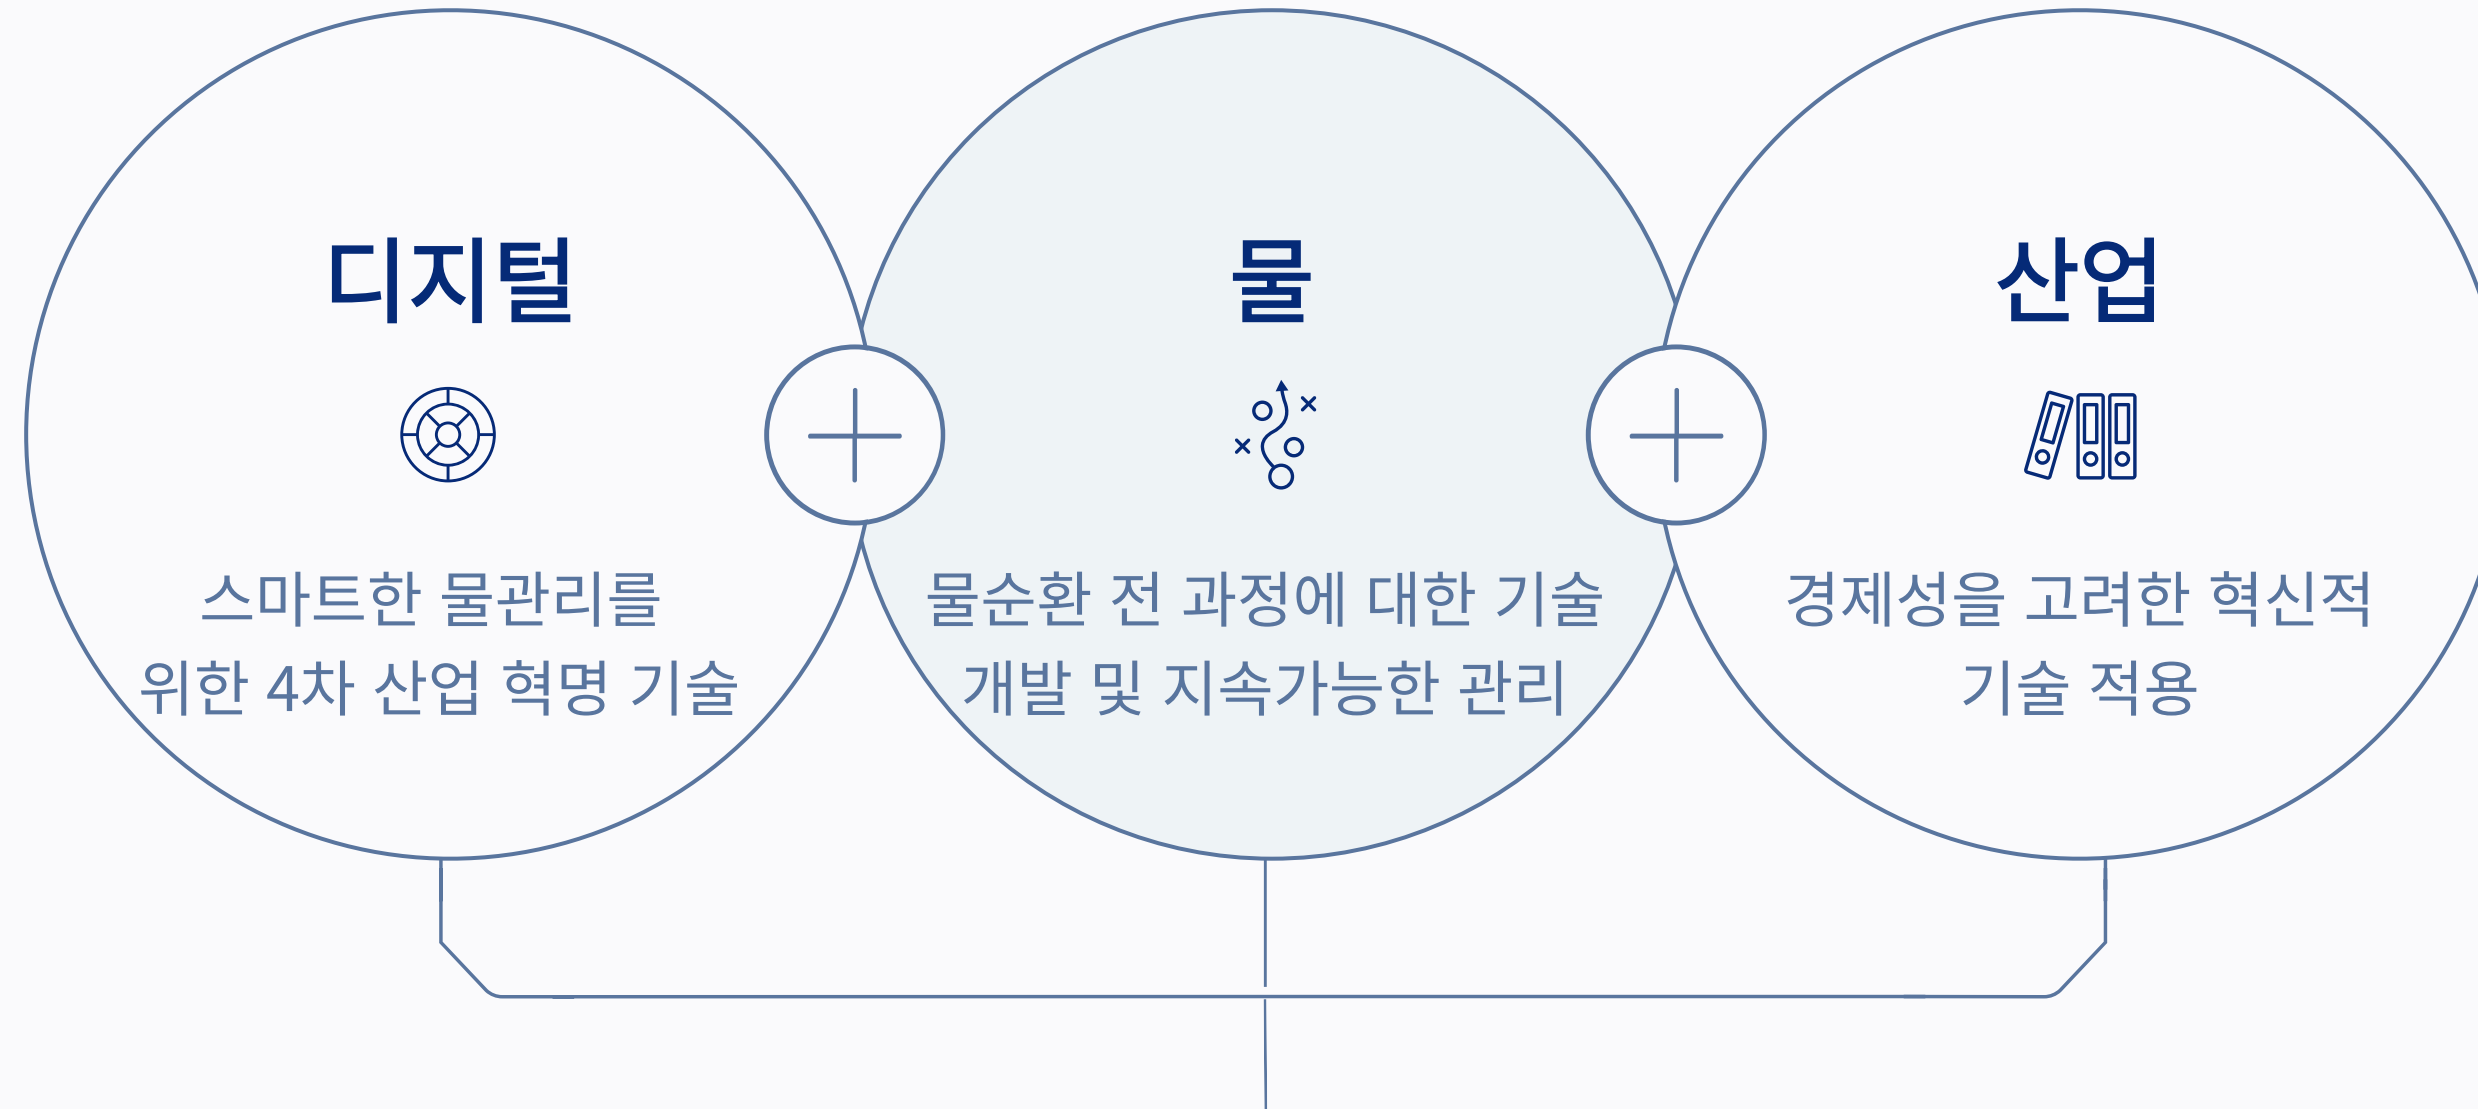 디지털
스마트한 물관리를
위한 4차 산업 혁명 기술
물
물순환 전 과정에 대한 기술
개발 및 지속가능한 관리
산업
경제성을 고려한 혁신적
기술 적용